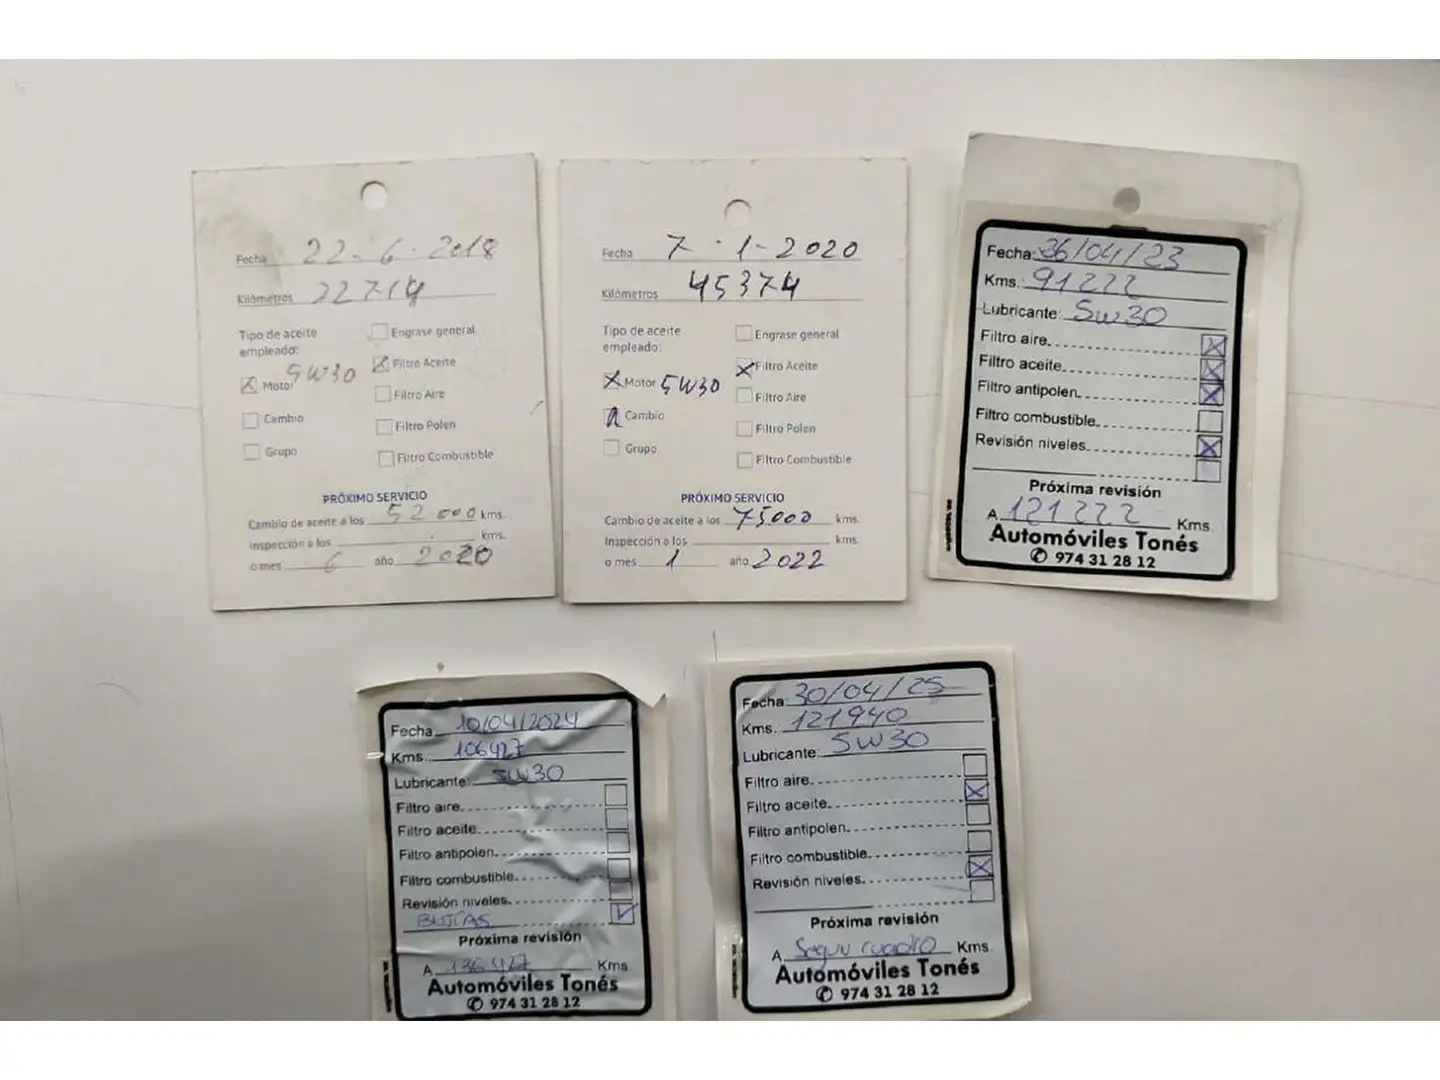 Fecha 22-6-2018
Kilómetros 22714
Tipo de aceite empleado:
Motor 5W30
Cambio
Grupo
Engrase general
Filtro Aceite
Filtro Aire
Filtro Polen
Filtro Combustible
PRÓXIMO SERVICIO
Cambio de aceite a los 52000 kms.
Inspección a los kms.
o mes 6 año 2020
Fecha 7-1-2020
Kilómetros 45374
Tipo de aceite empleado:
Motor 5W30
Cambio
Grupo
Engrase general
Filtro Aceite
Filtro Aire
Filtro Polen
Filtro Combustible
PRÓXIMO SERVICIO
Cambio de aceite a los 75000 kms.
Inspección a los kms.
o mes 1 año 2022
Fecha: 26/04/23
Kms.: 91222
Lubricante: 5W30
Filtro aire
Filtro aceite
Filtro antipolen
Filtro combustible
Revisión niveles
Próxima revisión
A 121222 Kms.
Automóviles Tonés
974 31 28 12
Fecha 10/04/2024
Kms. 106427
Lubricante: 5W30
Filtro aire
Filtro aceite
Filtro antipolen
Filtro combustible
Revisión niveles
BUJIAS
Próxima revisión
A 136427 Kms.
Automóviles Tonés
974 31 28 12
Fecha: 30/04/25
Kms. 121940
Lubricante: 5W30
Filtro aire
Filtro aceite
Filtro antipolen
Filtro combustible
Revisión niveles
Próxima revisión
A Segun cuadro Kms.
Automóviles Tonés
974 31 28 12